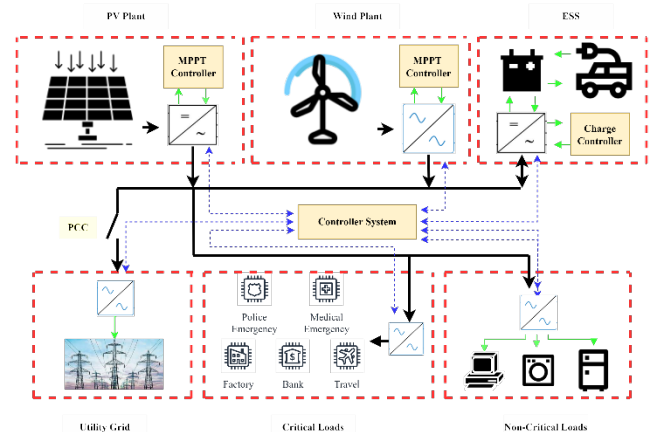 PV Plant
Wind Plant
ESS
MPPT
Controller
MPPT
Controller
=
~
=
~
Charge
Controller
PCC
Controller System
Police
Emergency
Medical
Emergency
Factory
Bank
Travel
$
Utility Grid
Critical Loads
Non-Critical Loads